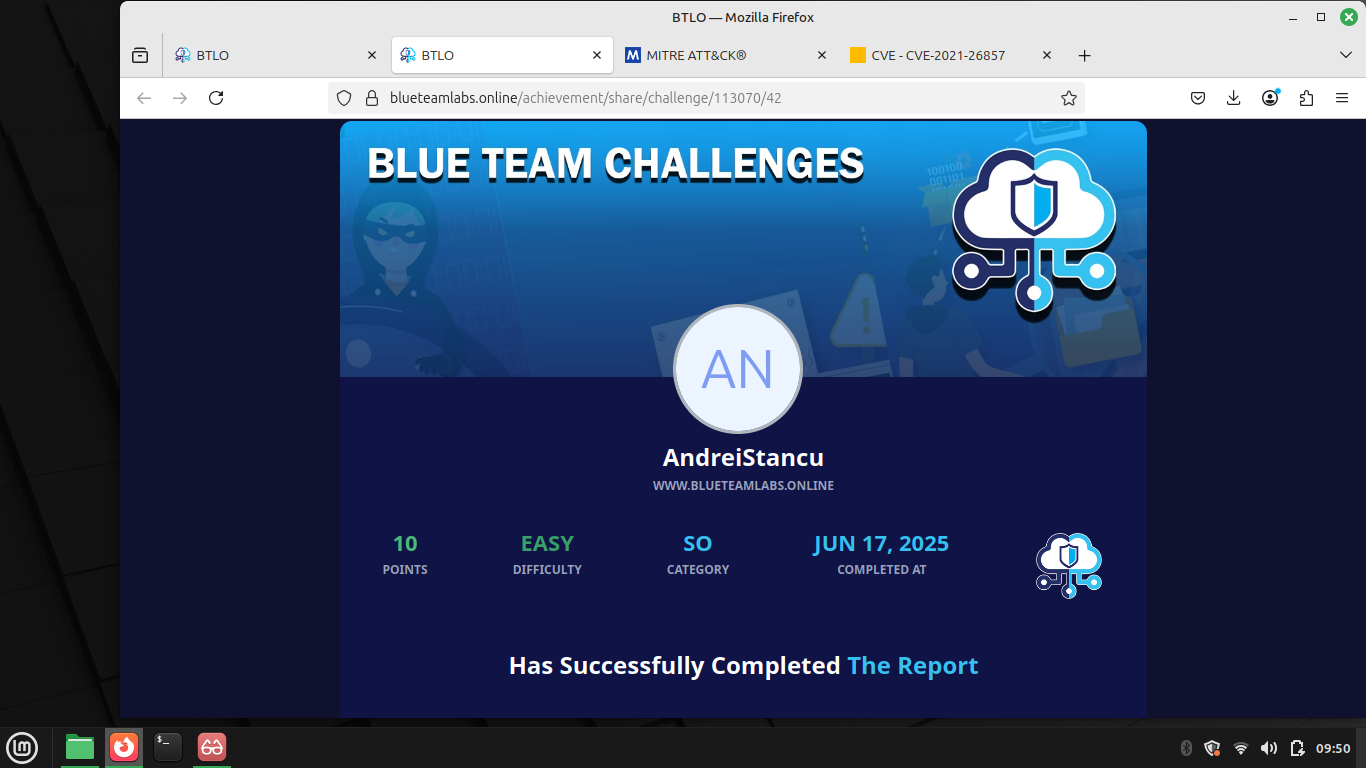 BTLO — Mozilla Firefox
BTLO
BTLO
MITRE ATT&CK®
CVE - CVE-2021-26857
blueteamlabs.online/achievement/share/challenge/113070/42
BLUE TEAM CHALLENGES
100100
001101
AN
AndreiStancu
WWW.BLUETEAMLABS.ONLINE
10 EASY SO JUN 17, 2025
POINTS DIFFICULTY CATEGORY COMPLETED AT
Has Successfully Completed The Report
09:50